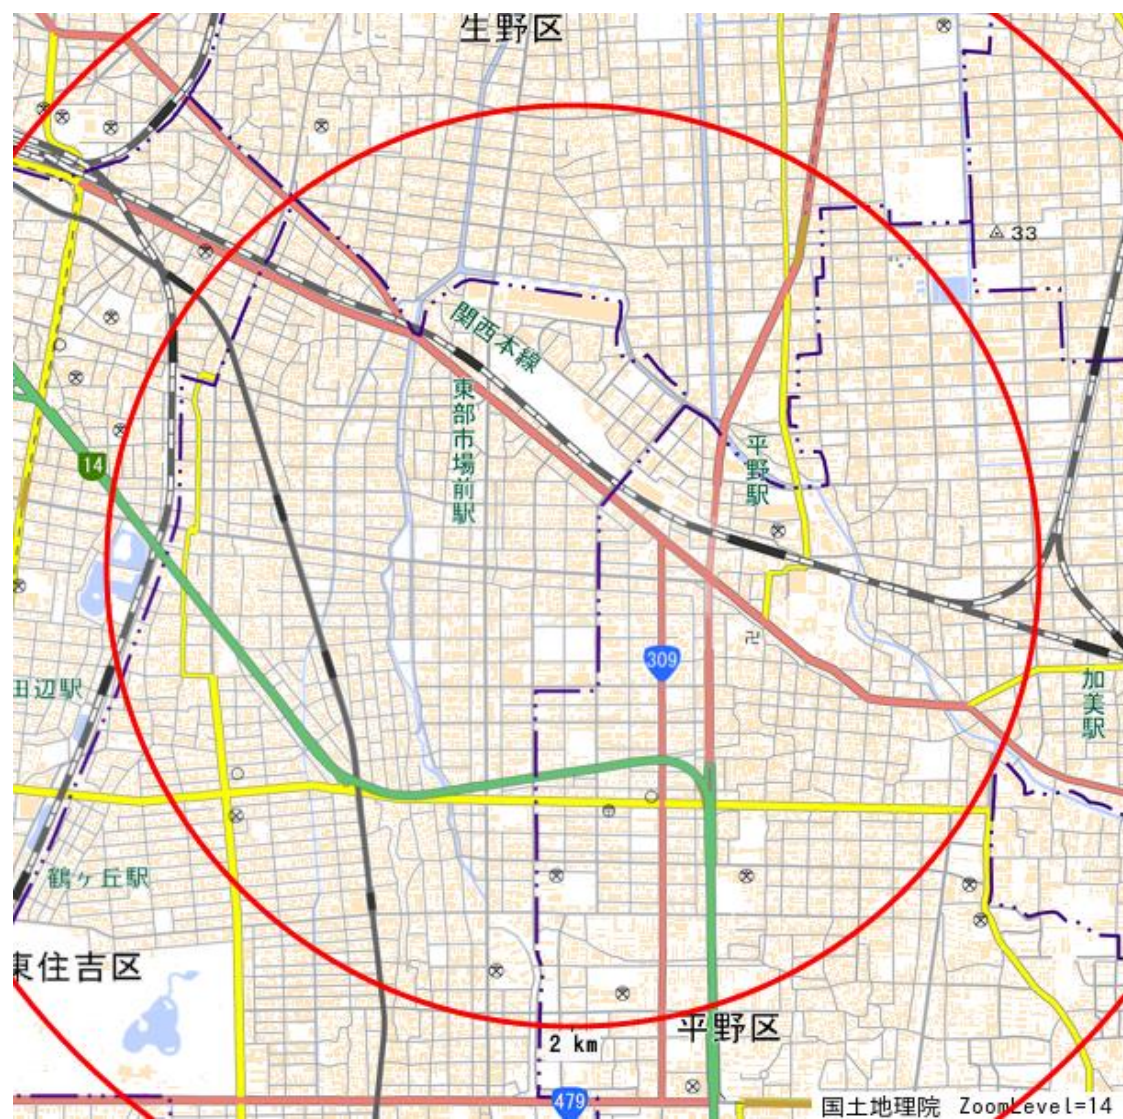 生野区
33
関西本線
東部市場前駅
平野駅
14
309
田辺駅
加美駅
鶴ヶ丘駅
東住吉区
平野区
2 km
479
国土地理院 ZoomLevel=14